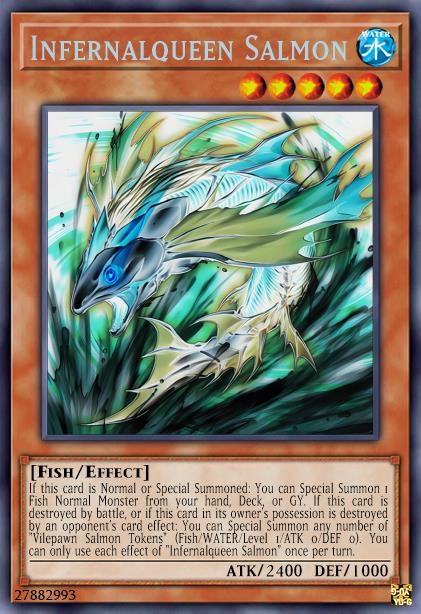 Infernalqueen Salmon
WATER
水
[Fish/Effect]
If this card is Normal or Special Summoned: You can Special Summon 1
Fish Normal Monster from your hand, Deck, or GY. If this card is
destroyed by battle, or if this card in its owner's possession is destroyed
by an opponent's card effect: You can Special Summon any number of
"Vilepawn Salmon Tokens" (Fish/WATER/Level 1/ATK 0/DEF 0). You
can only use each effect of "Infernalqueen Salmon" once per turn.
ATK/2400 DEF/1000
27882993